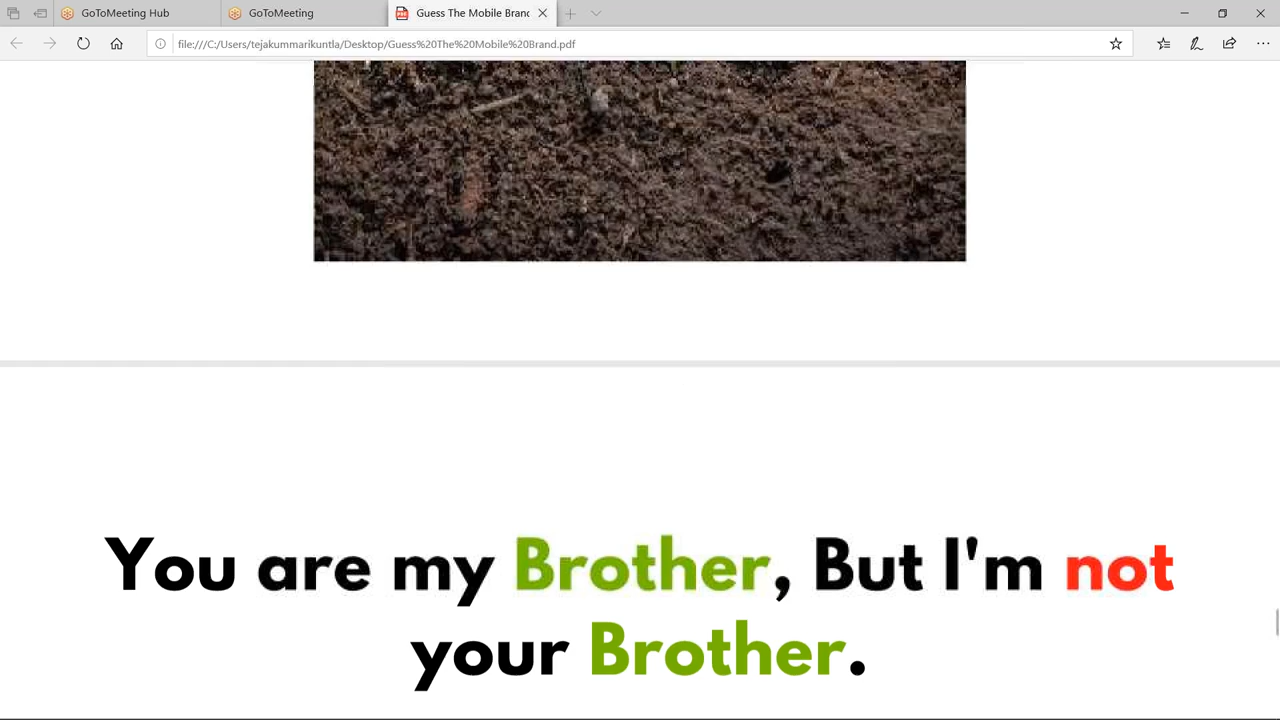 GoToMeeting Hub
GoToMeeting
Guess The Mobile Branc
file:///C:/Users/tejakummarikuntla/Desktop/Guess%20The%20Mobile%20Brand.pdf
You are my Brother, But I'm not
your Brother.